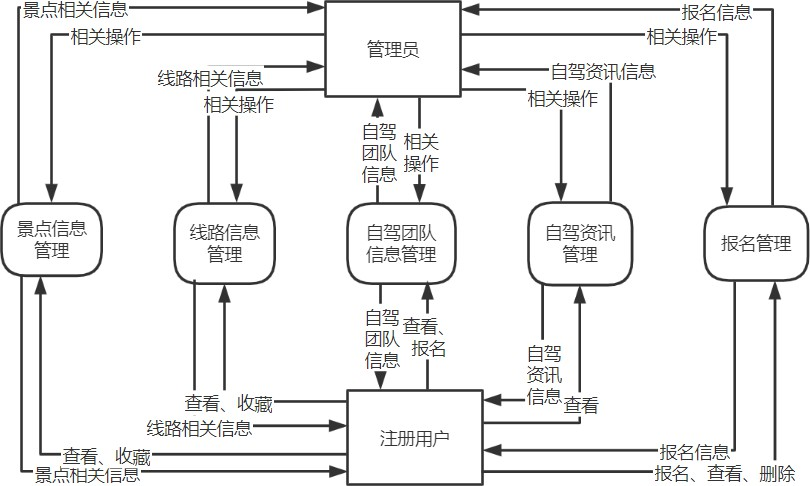 景点相关信息
报名信息
相关操作
相关操作
管理员
线路相关信息
自驾资讯信息
相关操作
相关操作
自驾
团队
信息
相关
操作
景点信息
管理
线路信息
管理
自驾团队
信息管理
自驾资讯
管理
报名管理
自驾
团队
信息
查看、
报名
自驾
资讯
信息
查看
查看、收藏
线路相关信息
注册用户
查看、收藏
景点相关信息
报名信息
报名、查看、删除